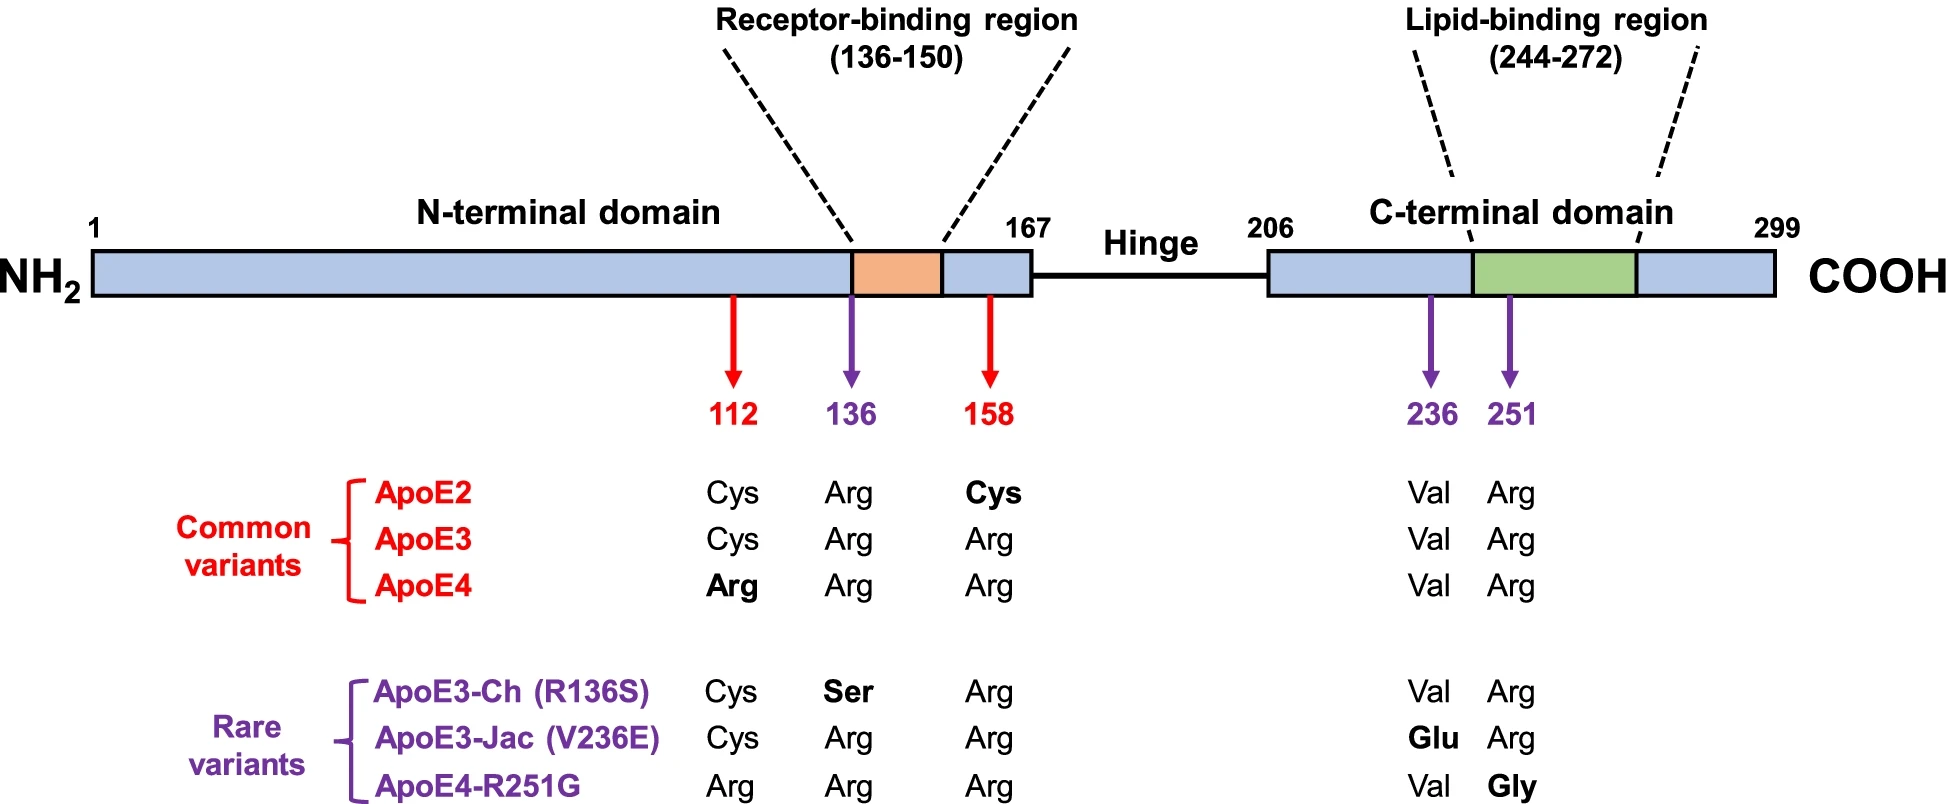 Receptor-binding region
(136-150)
Lipid-binding region
(244-272)
1
N-terminal domain
167
Hinge
206
C-terminal domain
299
NH2
COOH
112 136 158 236 251
Common
variants
ApoE2 Cys Arg Cys Val Arg
ApoE3 Cys Arg Arg Val Arg
ApoE4 Arg Arg Arg Val Arg
Rare
variants
ApoE3-Ch (R136S) Cys Ser Arg Val Arg
ApoE3-Jac (V236E) Cys Arg Arg Glu Arg
ApoE4-R251G Arg Arg Arg Val Gly